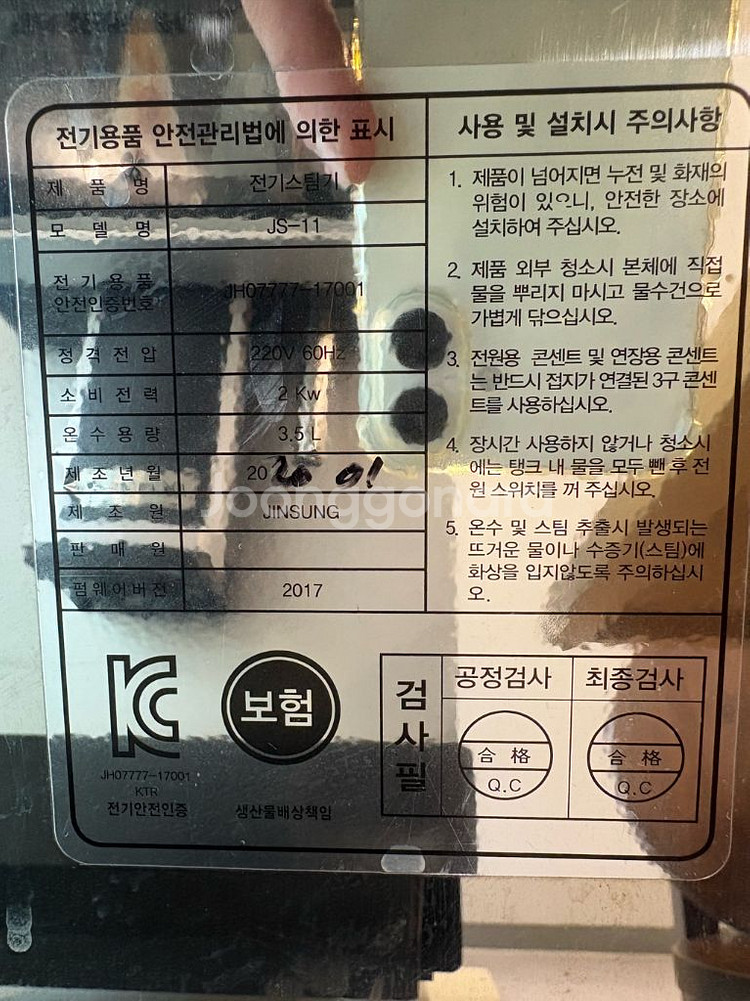 전기용품 안전관리법에 의한 표시
제 품 명 전기스팀기
모 델 명 JS-11
전 기 용 품
안전인증번호 JH07777-17001
정 격 전 압 220V 60Hz
소 비 전 력 2 Kw
온 수 용 량 3.5 L
제 조 년 월 20 20 01
제 조 원 JINSUNG
판 매 원
펌웨어버전 2017
사용 및 설치시 주의사항
1. 제품이 넘어지면 누전 및 화재의
위험이 있으니, 안전한 장소에
설치하여 주십시오.
2. 제품 외부 청소시 본체에 직접
물을 뿌리지 마시고 물수건으로
가볍게 닦으십시오.
3. 전원용 콘센트 및 연장용 콘센트
는 반드시 접지가 연결된 3구 콘센
트를 사용하십시오.
4. 장시간 사용하지 않거나 청소시
에는 탱크 내 물을 모두 뺀 후 전
원 스위치를 꺼 주십시오.
5. 온수 및 스팀 추출시 발생되는
뜨거운 물이나 수증기(스팀)에
화상을 입지않도록 주의하십시
오.
joonggonara
KC
JH07777-17001
KTR
전기안전인증
보험
생산물배상책임
검사필
공정검사 최종검사
合 格 合 格
Q.C Q.C